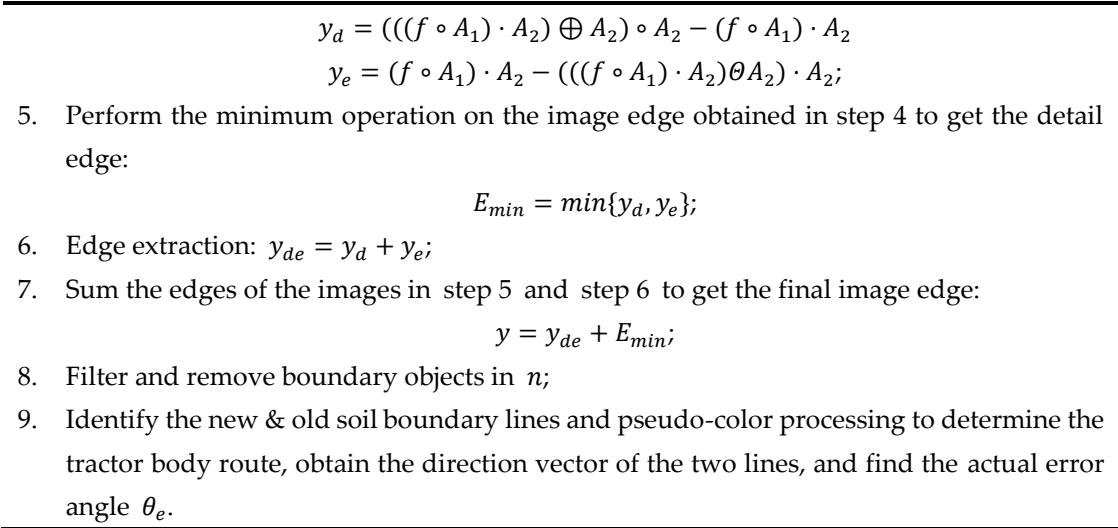 y_d = (((f ∘ A_1) · A_2) ⊕ A_2) ∘ A_2 − (f ∘ A_1) · A_2
y_e = (f ∘ A_1) · A_2 − (((f ∘ A_1) · A_2)ΘA_2) · A_2;
5. Perform the minimum operation on the image edge obtained in step 4 to get the detail
edge:
E_min = min{y_d, y_e};
6. Edge extraction: y_de = y_d + y_e;
7. Sum the edges of the images in step 5 and step 6 to get the final image edge:
y = y_de + E_min;
8. Filter and remove boundary objects in n;
9. Identify the new & old soil boundary lines and pseudo-color processing to determine the
tractor body route, obtain the direction vector of the two lines, and find the actual error
angle θ_e.